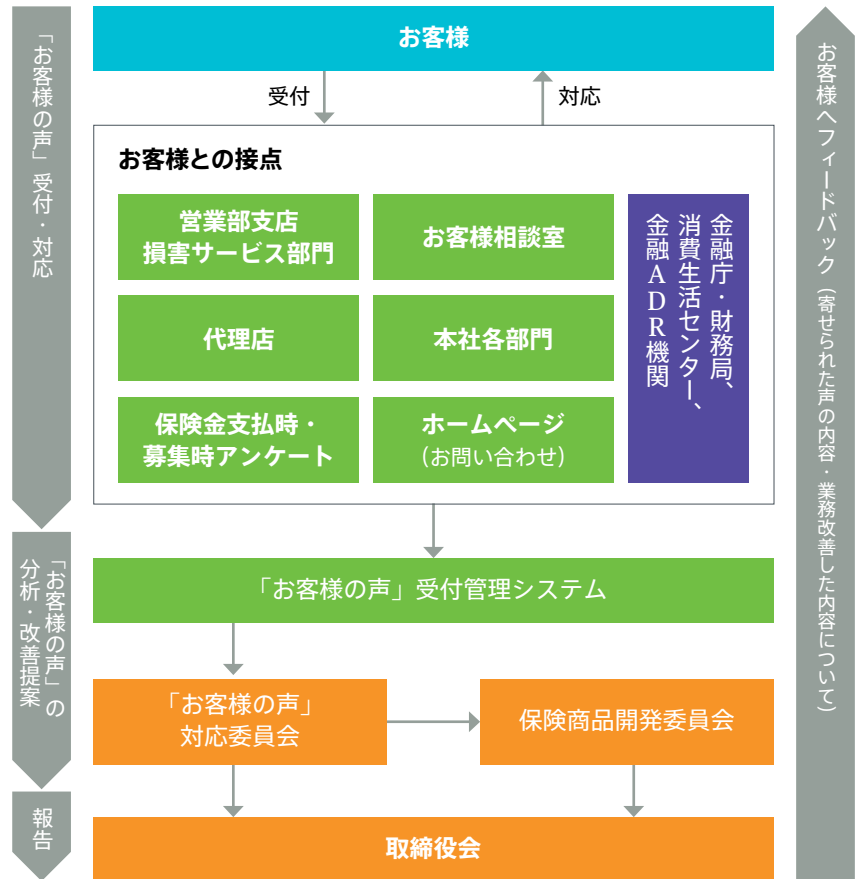 お客様
受付
対応
お客様との接点
営業部支店
損害サービス部門
お客様相談室
代理店
本社各部門
保険金支払時・
募集時アンケート
ホームページ
（お問い合わせ）
金融庁・財務局、
消費生活センター、
金融ADR機関
「お客様の声」受付管理システム
「お客様の声」
対応委員会
保険商品開発委員会
取締役会
「お客様の声」受付・対応
「お客様の声」の
分析・改善提案
報告
お客様へフィードバック（寄せられた声の内容・業務改善した内容について）